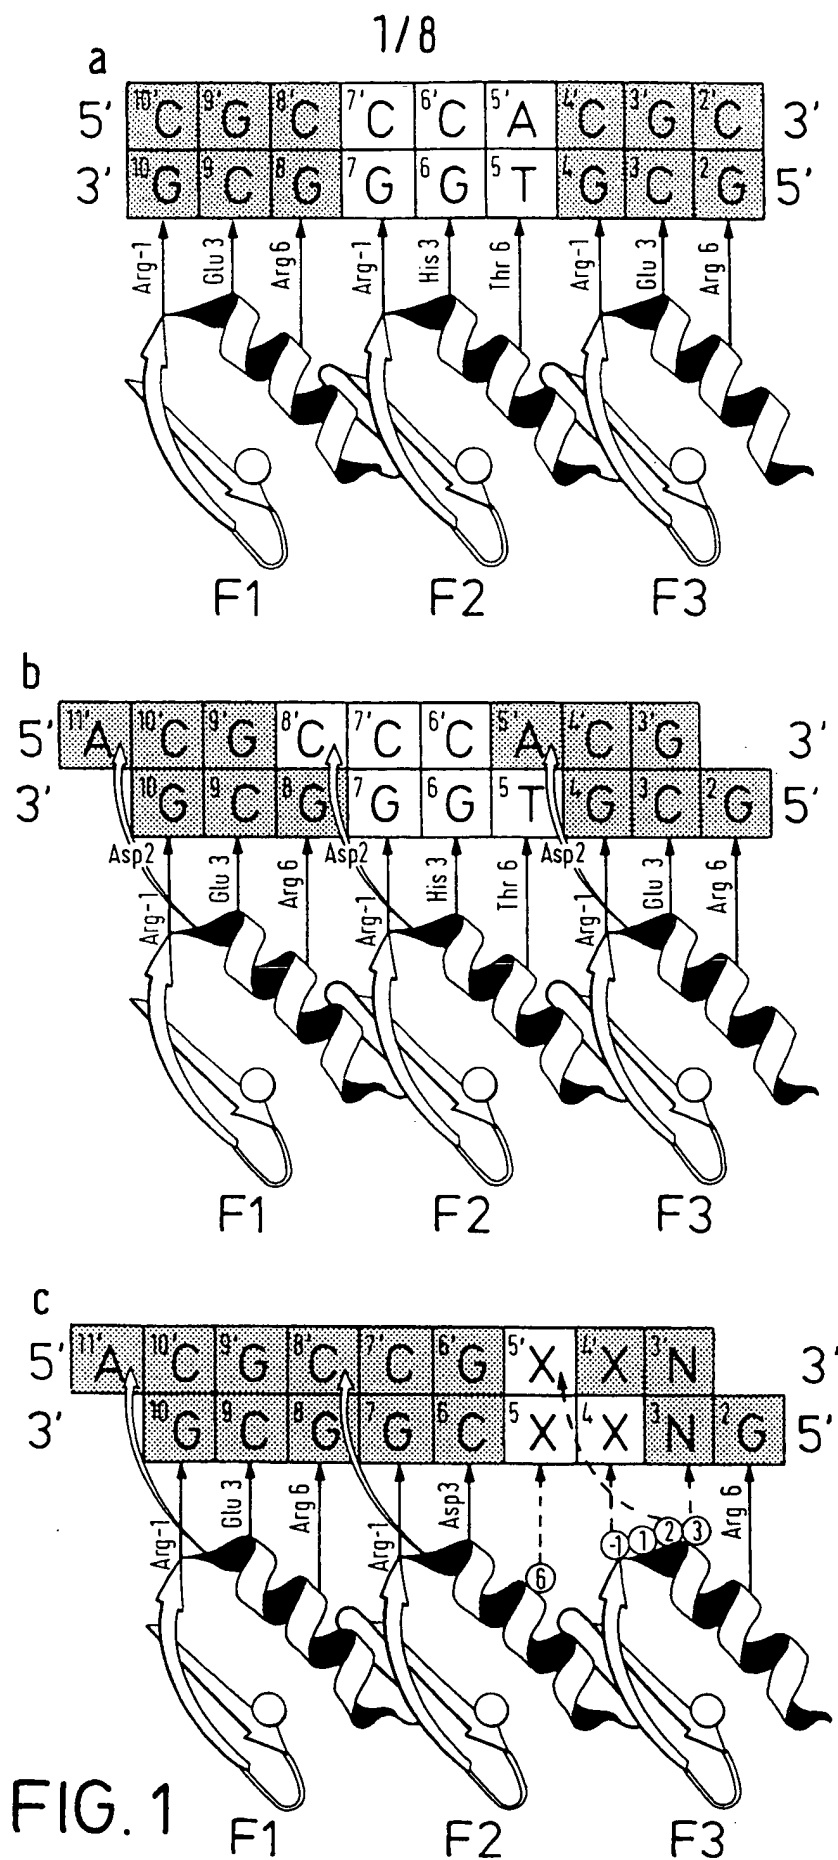 1/8
a
5' 10'C 9'G 8'C 7'C 6'C 5'A 4'C 3'G 2'C 3'
3' 10G 9C 8G 7G 6G 5T 4G 3C 2G 5'
Arg-1 Glu 3 Arg 6 Arg-1 His 3 Thr 6 Arg-1 Glu 3 Arg 6
F1 F2 F3
b
5' 11'A 10'C 9'G 8'C 7'C 6'C 5'A 4'C 3'G 3'
3' 10G 9C 8G 7G 6G 5T 4G 3C 2G 5'
Asp2 Asp2 Asp2
Arg-1 Glu 3 Arg 6 Arg-1 His 3 Thr 6 Arg-1 Glu 3 Arg 6
F1 F2 F3
c
5' 11'A 10'C 9'G 8'C 7'C 6'G 5'X 4'X 3'N 3'
3' 10G 9C 8G 7G 6C 5X 4X 3N 2G 5'
Arg-1 Glu 3 Arg 6 Arg-1 Asp3 6 -1 1 2 3 Arg 6
FIG. 1
F1 F2 F3